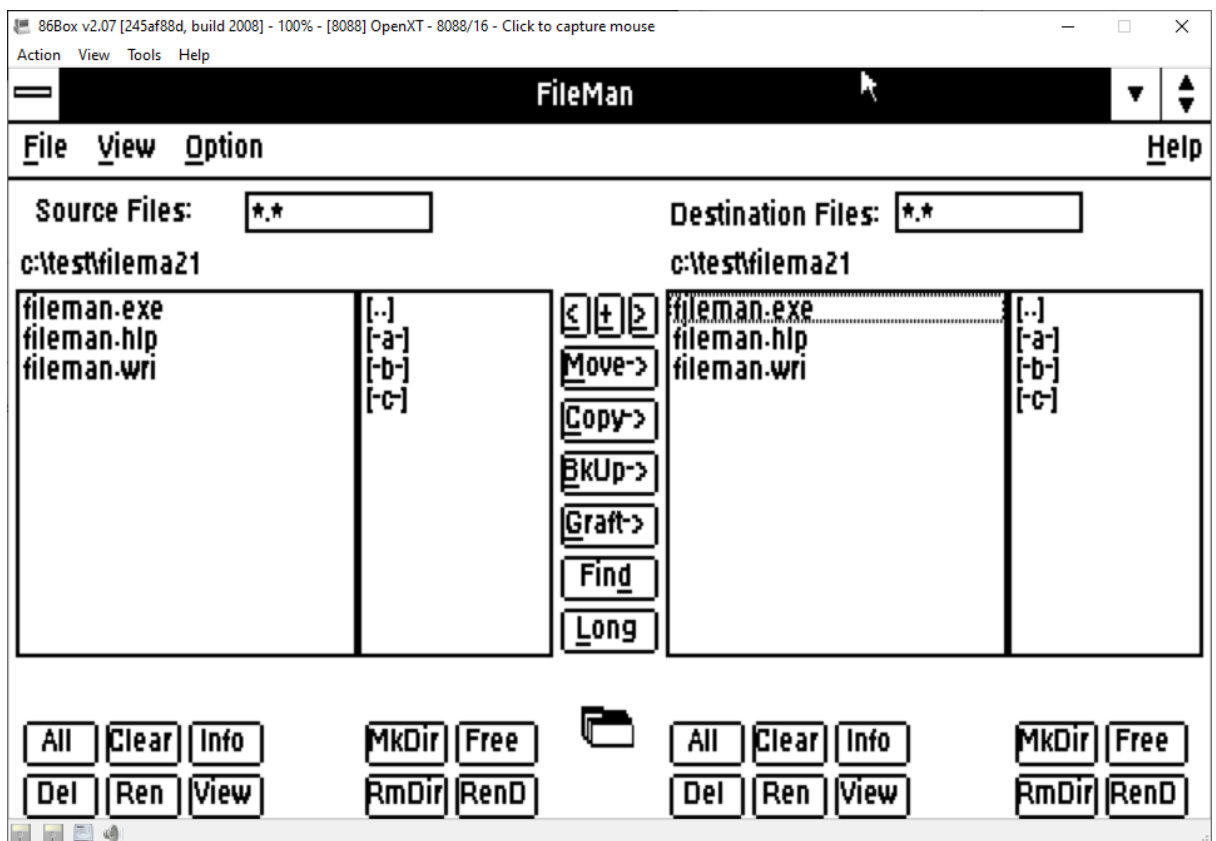 86Box v2.07 [245af88d, build 2008] - 100% - [8088] OpenXT - 8088/16 - Click to capture mouse
Action View Tools Help
FileMan
File View Option Help
Source Files: *.* Destination Files: *.*
c:\test\filema21 c:\test\filema21
fileman.exe [..] < + > fileman.exe [..]
fileman.hlp [-a-] fileman.hlp [-a-]
fileman.wri [-b-] Move-> fileman.wri [-b-]
[-c-] [-c-]
Copy->
BkUp->
Graft->
Find
Long
All Clear Info MkDir Free All Clear Info MkDir Free
Del Ren View RmDir RenD Del Ren View RmDir RenD